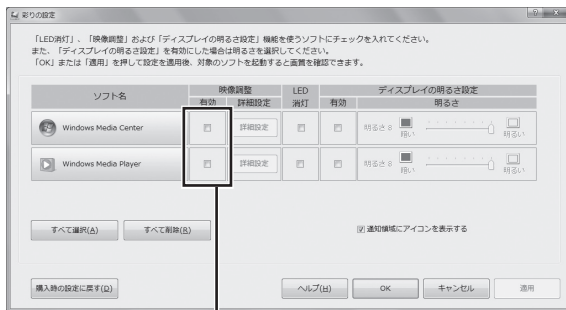 彩りの設定
「LED消灯」、「映像調整」および「ディスプレイの明るさ設定」機能を使うソフトにチェックを入れてください。
また、「ディスプレイの明るさ設定」を有効にした場合は明るさを選択してください。
「OK」または「適用」を押して設定を適用後、対象のソフトを起動すると画質を確認できます。
ソフト名 映像調整 LED ディスプレイの明るさ設定
有効 詳細設定 消灯 有効 明るさ
Windows Media Center 詳細設定 明るさ 8 暗い 明るい
Windows Media Player 詳細設定 明るさ 8 暗い 明るい
すべて選択(A) すべて削除(R) 通知領域にアイコンを表示する
購入時の設定に戻す(D) ヘルプ(H) OK キャンセル 適用